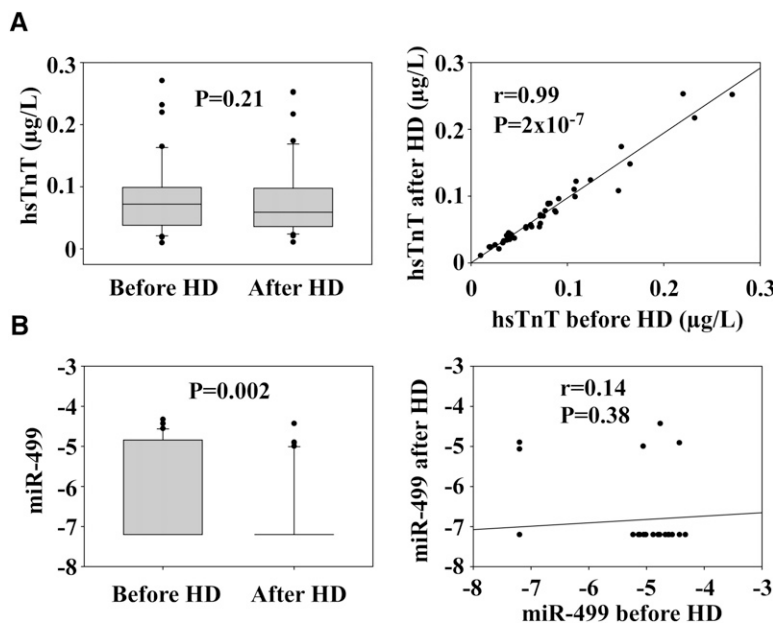 A
hsTnT (µg/L)
0.3
0.2
0.1
0
P=0.21
Before HD
After HD
hsTnT after HD (µg/L)
0.3
0.2
0.1
0
r=0.99
P=2x10⁻⁷
0
0.1
0.2
0.3
hsTnT before HD (µg/L)
B
miR-499
-3
-4
-5
-6
-7
-8
P=0.002
Before HD
After HD
miR-499 after HD
-3
-4
-5
-6
-7
-8
r=0.14
P=0.38
-8
-7
-6
-5
-4
-3
miR-499 before HD